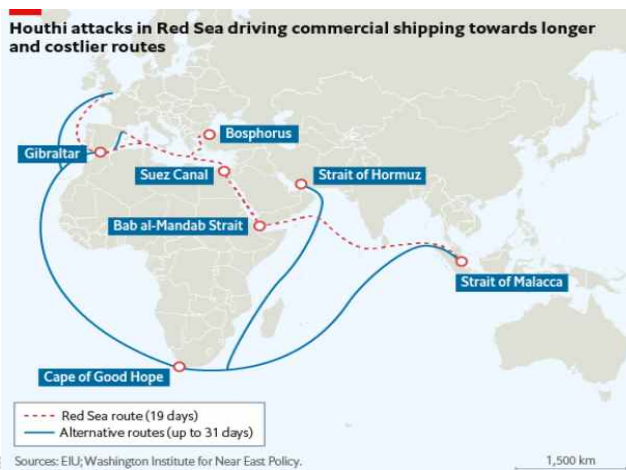 Houthi attacks in Red Sea driving commercial shipping towards longer
and costlier routes
Bosphorus
Gibraltar
Suez Canal
Strait of Hormuz
Bab al-Mandab Strait
Strait of Malacca
Cape of Good Hope
Red Sea route (19 days)
Alternative routes (up to 31 days)
Sources: EIU; Washington Institute for Near East Policy.
1,500 km